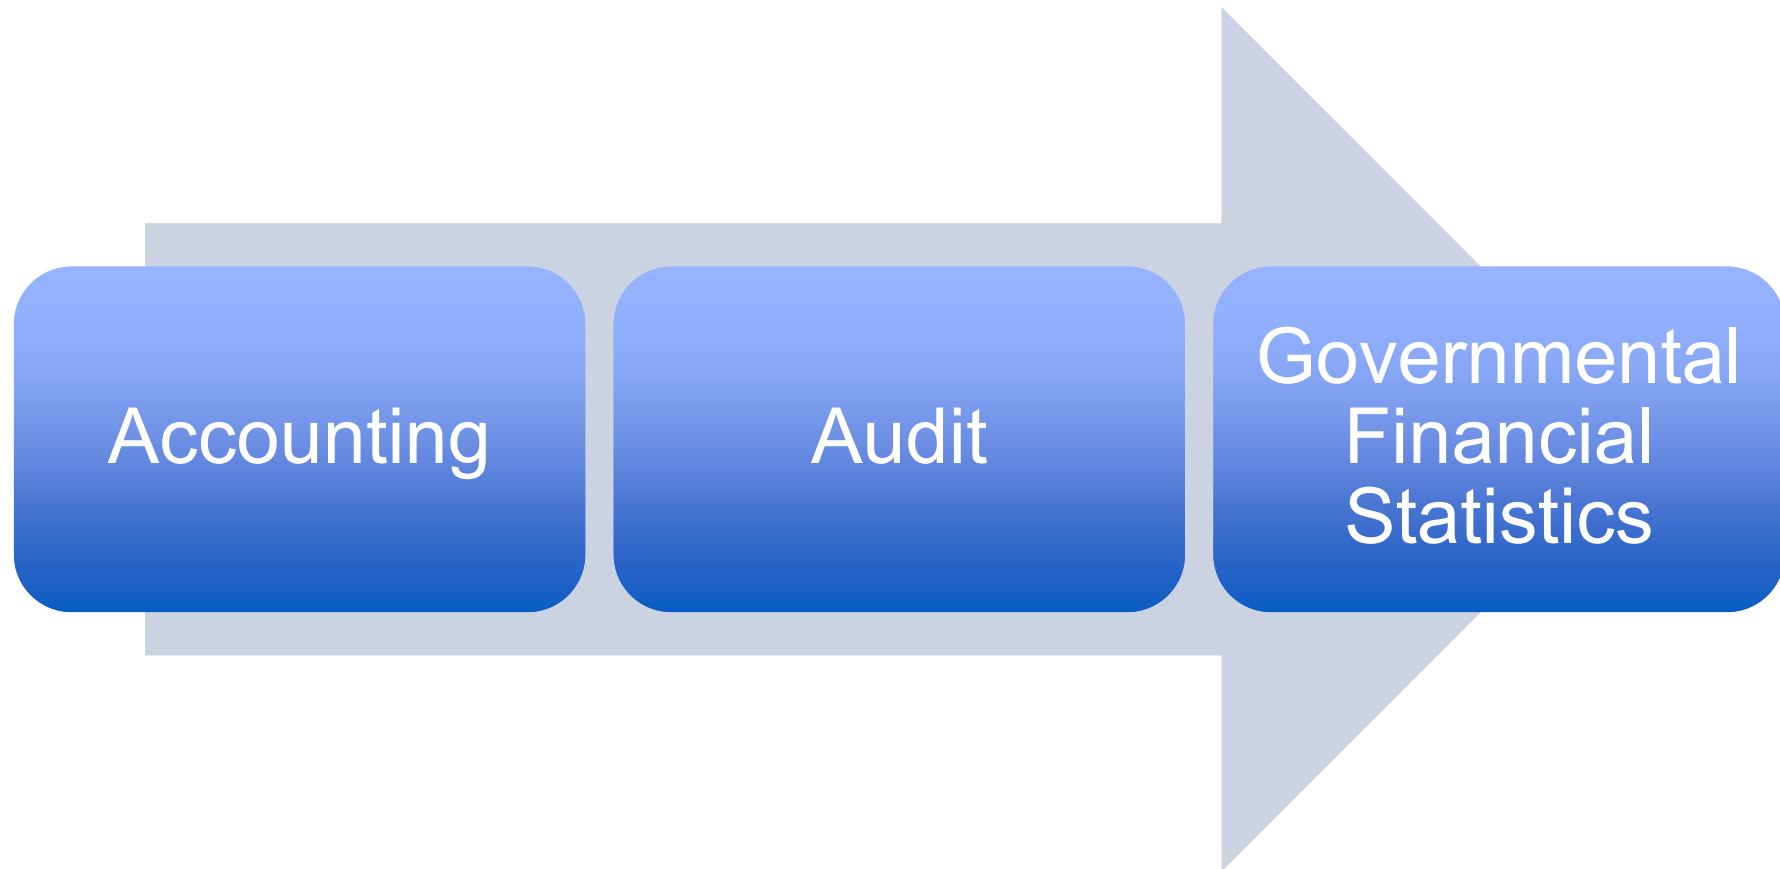 Accounting
Audit
Governmental
Financial
Statistics